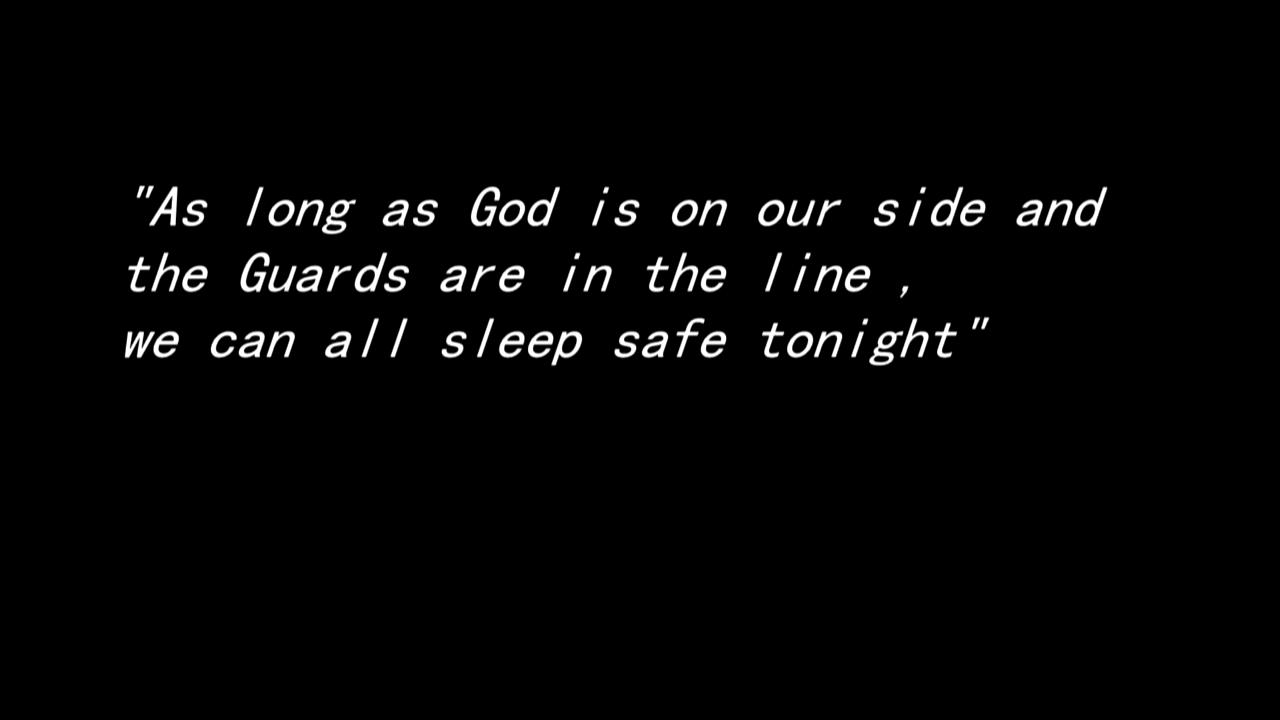 "As long as God is on our side and
the Guards are in the line ,
we can all sleep safe tonight"